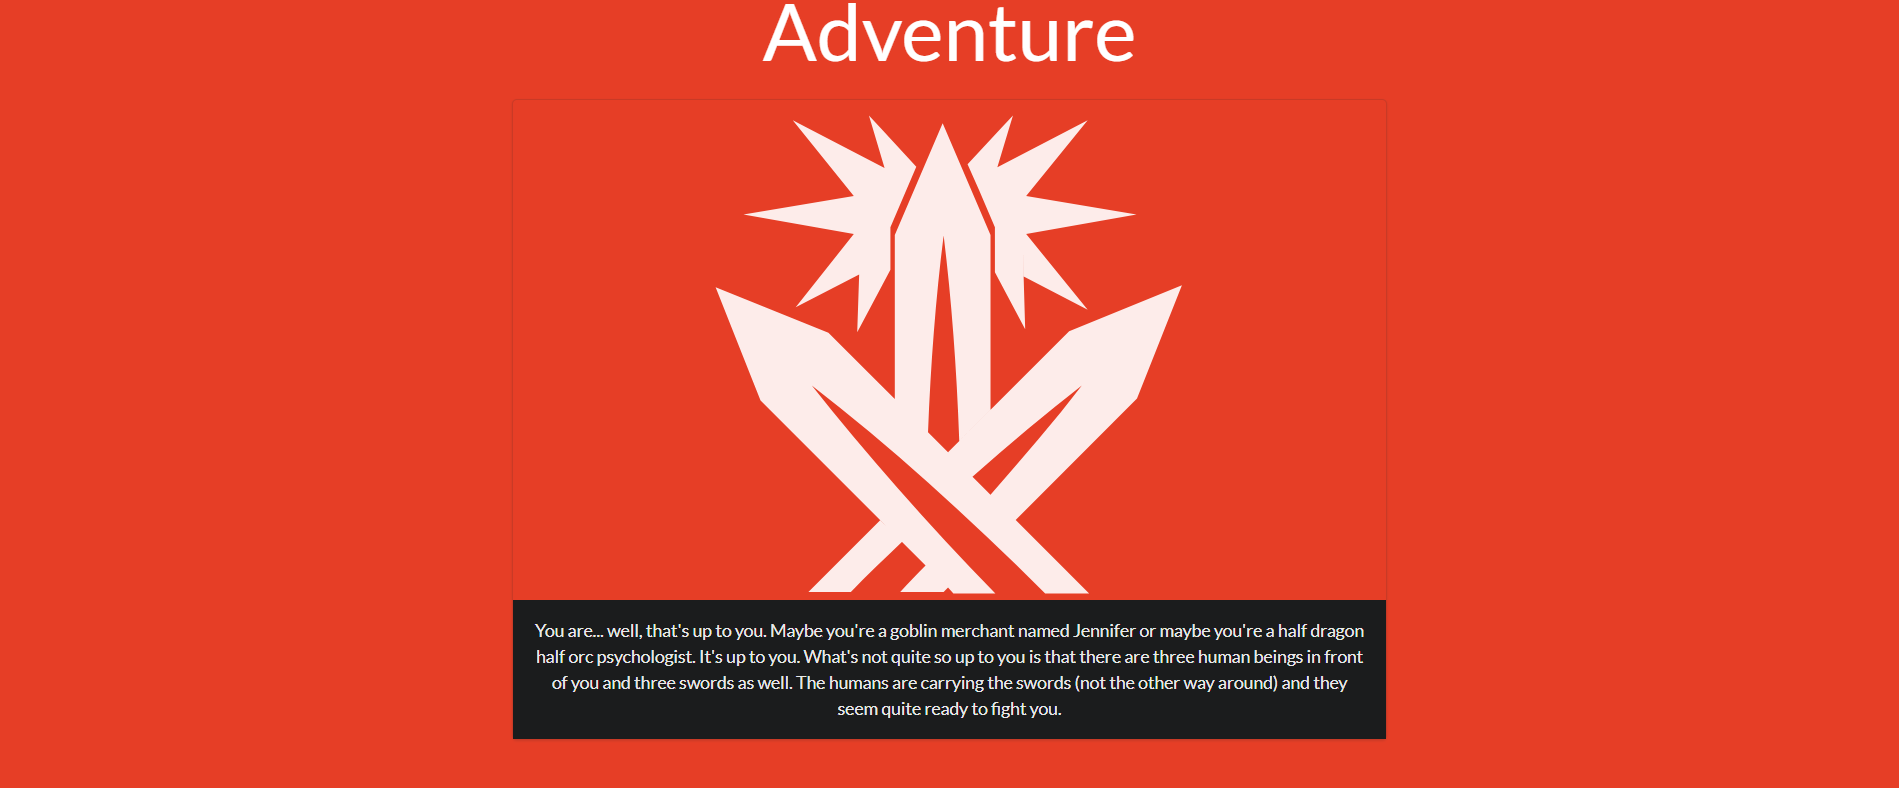 Adventure
You are... well, that's up to you. Maybe you're a goblin merchant named Jennifer or maybe you're a half dragon
half orc psychologist. It's up to you. What's not quite so up to you is that there are three human beings in front
of you and three swords as well. The humans are carrying the swords (not the other way around) and they
seem quite ready to fight you.